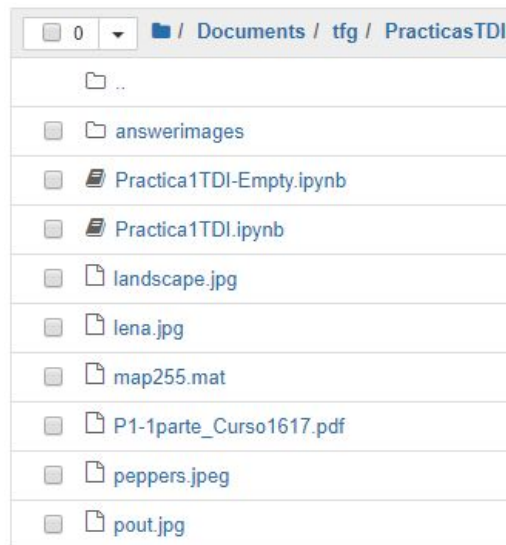 0 / Documents / tfg / PracticasTDI
..
answerimages
Practica1TDI-Empty.ipynb
Practica1TDI.ipynb
landscape.jpg
lena.jpg
map255.mat
P1-1parte_Curso1617.pdf
peppers.jpeg
pout.jpg